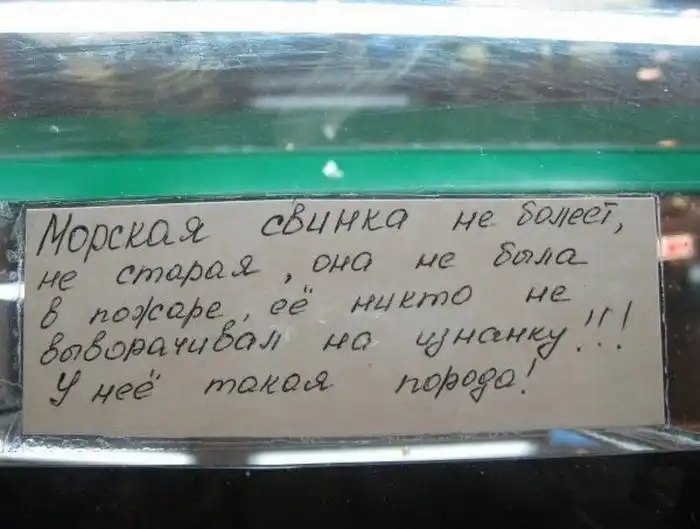 Морская свинка не болеет,
не старая, она не была
в пожаре, её никто не
выворачивал на изнанку!!!
У неё такая порода!